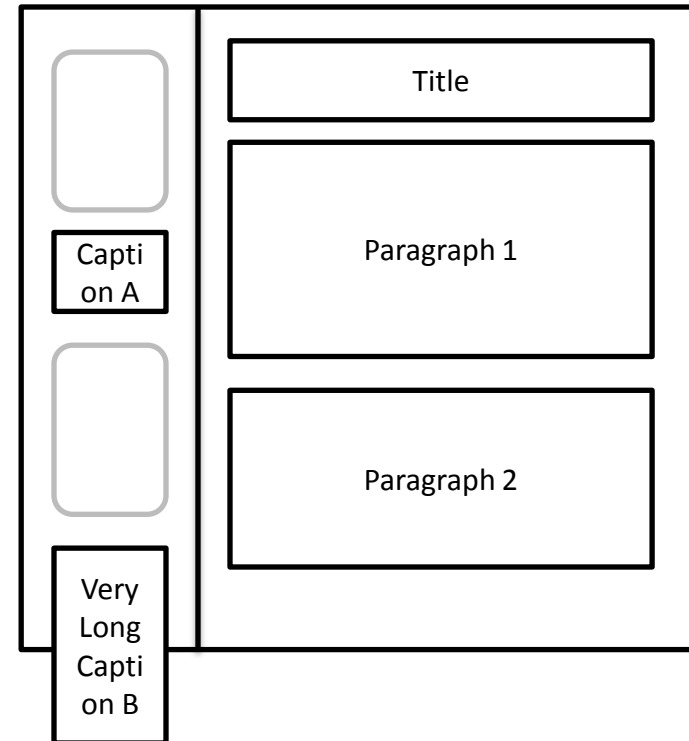 Capti
on A
Very
Long
Capti
on B
Title
Paragraph 1
Paragraph 2